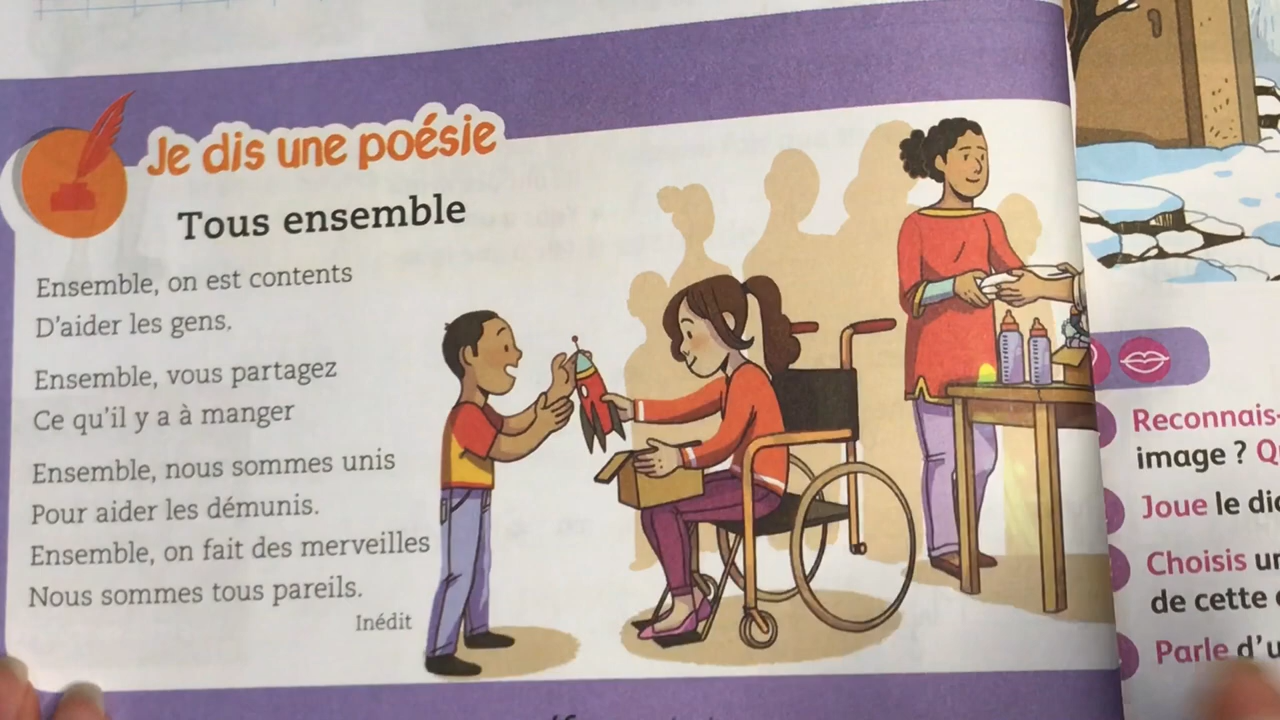 Je dis une poésie
Tous ensemble
Ensemble, on est contents
D'aider les gens.
Ensemble, vous partagez
Ce qu'il y a à manger
Ensemble, nous sommes unis
Pour aider les démunis.
Ensemble, on fait des merveilles
Nous sommes tous pareils.
Inédit
Reconnais-
image ?
Joue le
Choisis
de cette
Parle